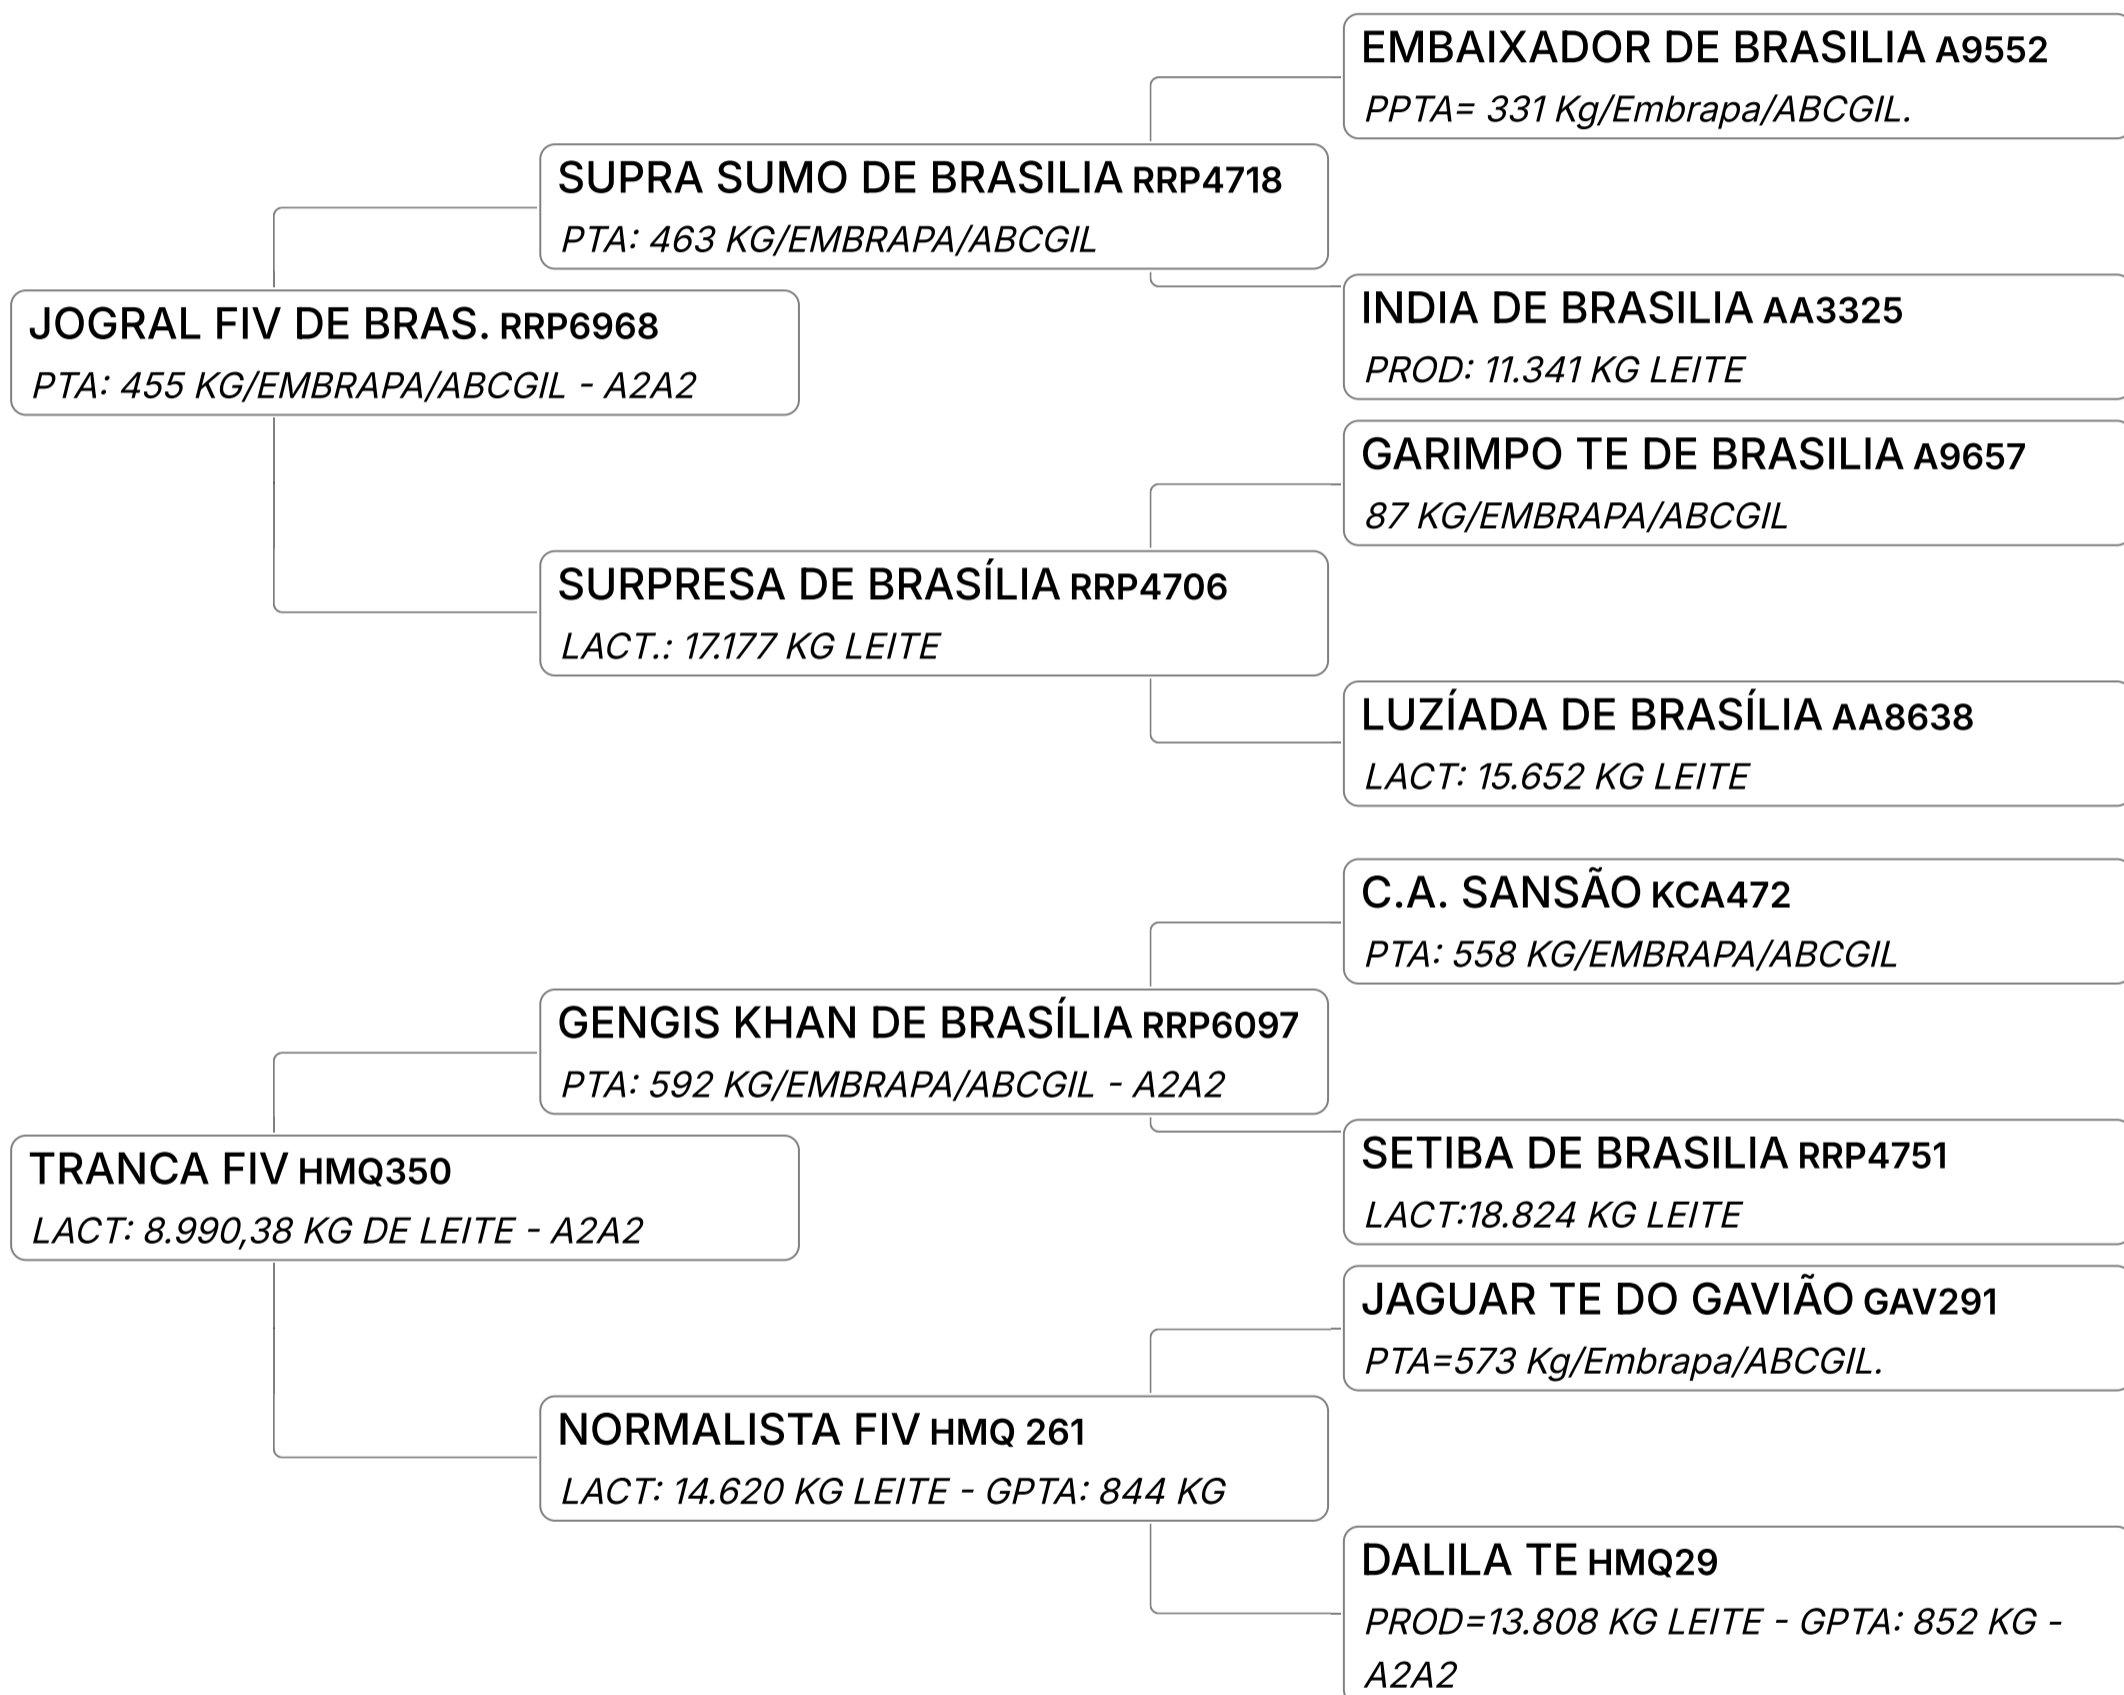 EMBAIXADOR DE BRASILIA A9552
PPTA= 331 Kg/Embrapa/ABCGIL.
SUPRA SUMO DE BRASILIA RRP4718
PTA: 463 KG/EMBRAPA/ABCGIL
INDIA DE BRASILIA AA3325
PROD: 11.341 KG LEITE
JOGRAL FIV DE BRAS. RRP6968
PTA: 455 KG/EMBRAPA/ABCGIL - A2A2
GARIMPO TE DE BRASILIA A9657
87 KG/EMBRAPA/ABCGIL
SURPRESA DE BRASÍLIA RRP4706
LACT.: 17.177 KG LEITE
LUZÍADA DE BRASÍLIA AA8638
LACT: 15.652 KG LEITE
C.A. SANSÃO KCA472
PTA: 558 KG/EMBRAPA/ABCGIL
GENGIS KHAN DE BRASÍLIA RRP6097
PTA: 592 KG/EMBRAPA/ABCGIL - A2A2
SETIBA DE BRASILIA RRP4751
LACT:18.824 KG LEITE
TRANCA FIV HMQ350
LACT: 8.990,38 KG DE LEITE - A2A2
JAGUAR TE DO GAVIÃO GAV291
PTA=573 Kg/Embrapa/ABCGIL.
NORMALISTA FIV HMQ 261
LACT: 14.620 KG LEITE - GPTA: 844 KG
DALILA TE HMQ29
PROD=13.808 KG LEITE - GPTA: 852 KG -
A2A2